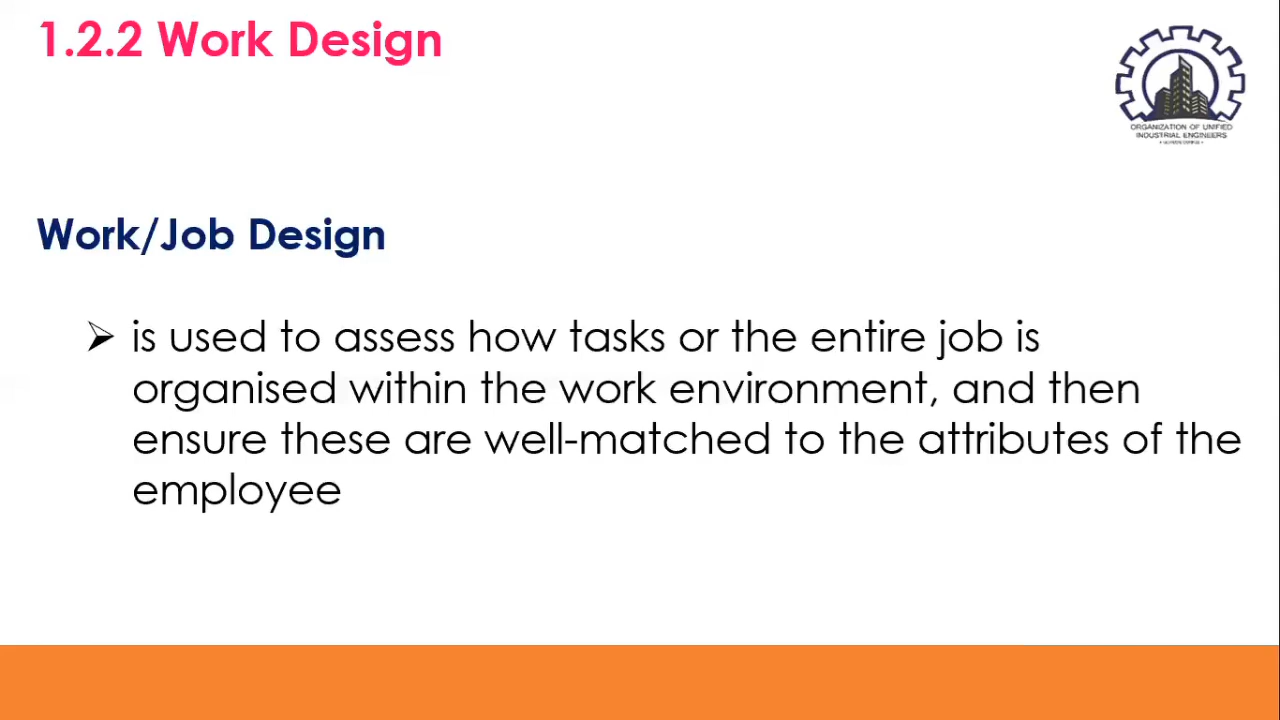 1.2.2 Work Design
ORGANIZATION OF UNIFIED
INDUSTRIAL ENGINEERS
Work/Job Design
is used to assess how tasks or the entire job is
organised within the work environment, and then
ensure these are well-matched to the attributes of the
employee